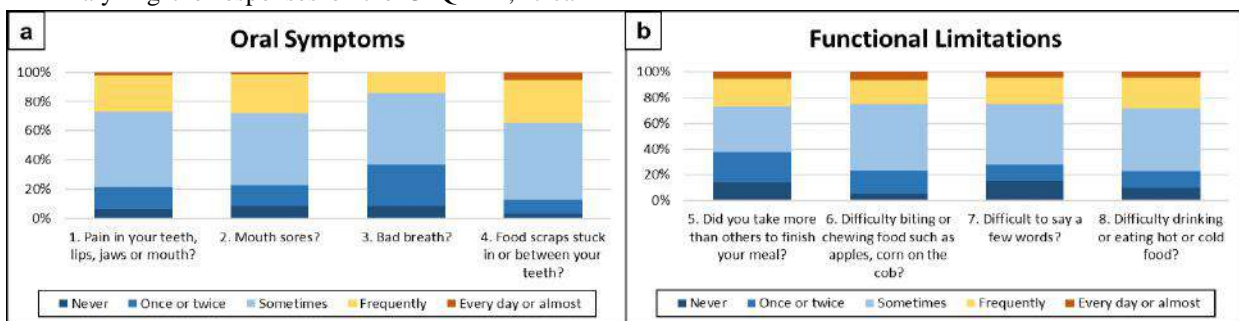 a
Oral Symptoms
100%
80%
60%
40%
20%
0%
1. Pain in your teeth,
lips, jaws or mouth?
2. Mouth sores?
3. Bad breath?
4. Food scraps stuck
in or between your
teeth?
Never
Once or twice
Sometimes
Frequently
Every day or almost
b
Functional Limitations
100%
80%
60%
40%
20%
0%
5. Did you take more
than others to finish
your meal?
6. Difficulty biting or
chewing food such as
apples, corn on the
cob?
7. Difficult to say a
few words?
8. Difficulty drinking
or eating hot or cold
food?
Never
Once or twice
Sometimes
Frequently
Every day or almost